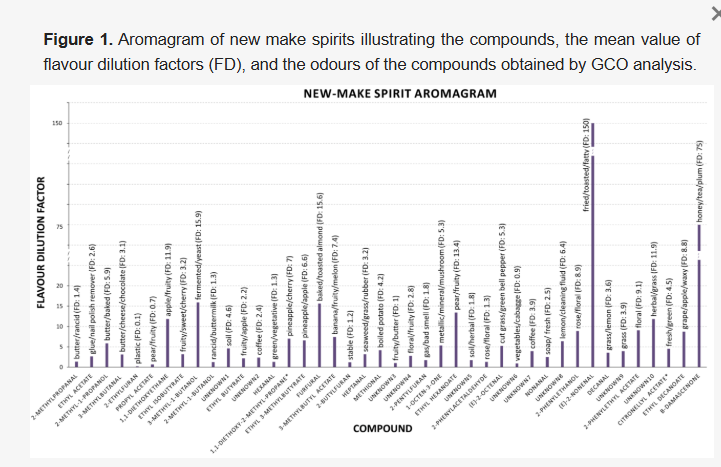 Figure 1. Aromagram of new make spirits illustrating the compounds, the mean value of
flavour dilution factors (FD), and the odours of the compounds obtained by GCO analysis.
NEW-MAKE SPIRIT AROMAGRAM
FLAVOUR DILUTION FACTOR
150
75
20
15
10
5
0
butter/rancid (FD: 1.4)
glue/nail polish remover (FD: 2.6)
butter/baked (FD: 5.9)
butter/cheese/chocolate (FD: 3.1)
plastic (FD: 0.1)
pear/fruity (FD: 0.7)
apple/fruity (FD: 11.9)
fruity/sweet/cherry (FD: 3.2)
fermented/yeast (FD: 15.9)
rancid/buttermilk (FD: 1.3)
soil (FD: 4.6)
fruity/apple (FD: 2.2)
coffee (FD: 2.4)
green/vegetative (FD: 1.3)
pineapple/cherry (FD: 7)
pineapple/apple (FD: 6.6)
baked/toasted almond (FD: 15.6)
banana/fruity/melon (FD: 7.4)
stable (FD: 1.2)
seaweed/grass/rubber (FD: 3.2)
boiled potato (FD: 4.2)
fruity/butter (FD: 1)
floral/fruity (FD: 2.8)
gas/bad smell (FD: 1.8)
metallic/mineral/mushroom (FD: 5.3)
pear/fruity (FD: 13.4)
soil/herbal (FD: 1.8)
rose/floral (FD: 1.3)
cut grass/green bell pepper (FD: 5.3)
vegetables/cabagge (FD: 0.9)
coffee (FD: 3.9)
soap/ fresh (FD: 2.5)
lemon/cleaning fluid (FD: 6.4)
rose/floral (FD: 8.9)
fried/toasted/fatty (FD: 150)
grass/lemon (FD: 3.6)
grass (FD: 3.9)
floral (FD: 9.1)
herbal/grass (FD: 11.9)
fresh/green (FD: 4.5)
grape/apple/waxy (FD: 8.8)
honey/tea/plum (FD: 75)
2-METHYLPROPANAL
ETHYL ACETATE
2-METHYL-1-PROPANOL
3-METHYLBUTANAL
2-ETHYLFURAN
PROPYL ACETATE
1,1-DIETHOXYETHANE
ETHYL ISOBUTYRATE
3-METHYL-1-BUTANOL
2-METHYL-1-BUTANOL
UNKNOWN1
ETHYL BUTYRATE
UNKNOWN2
HEXANAL
1,1-DIETHOXY-2-METHYL PROPANE*
ETHYL 3-METHYLBUTYRATE
FURFURAL
3-METHYLBUTYL ACETATE
2-BUTYLFURAN
HEPTANAL
METHIONAL
UNKNOWN3
UNKNOWN4
2-PENTYLFURAN
1-OCTEN-3-ONE
ETHYL HEXANOATE
UNKNOWN5
2-PHENYLACETALDEHYDE
(E)-2-OCTENAL
UNKNOWN6
UNKNOWN7
NONANAL
UNKNOWN8
2-PHENYLETHANOL
(E)-2-NONENAL
DECANAL
UNKNOWN9
2-PHENYLETHYL ACETATE
UNKNOWN10
CITRONELLYL ACETATE*
ETHYL DECANOATE
B-DAMASCENONE
COMPOUND